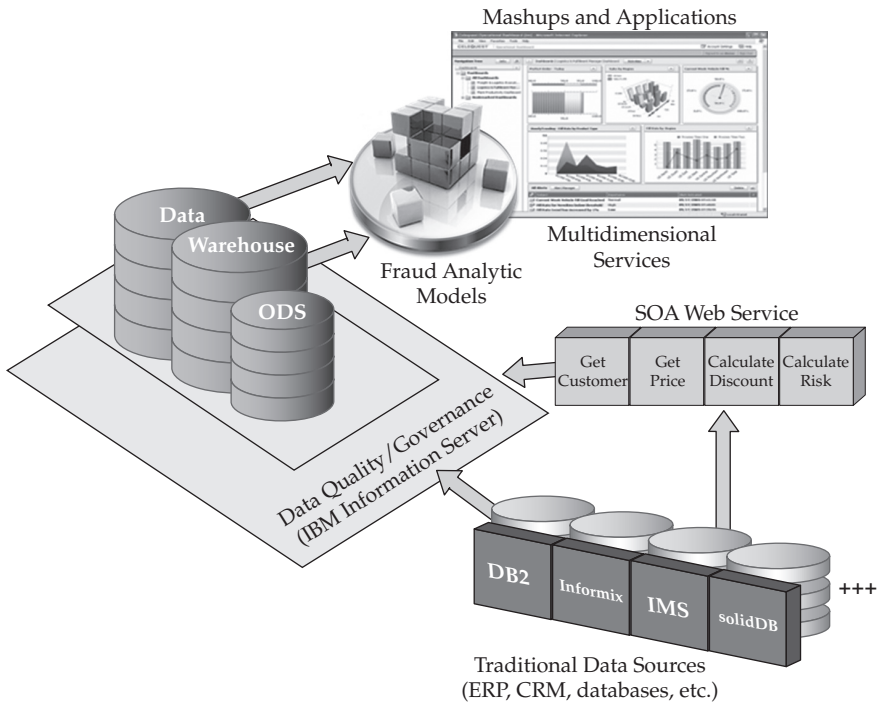 Mashups and Applications
Data
Warehouse
ODS
Fraud Analytic
Models
Multidimensional
Services
SOA Web Service
Get
Customer
Get
Price
Calculate
Discount
Calculate
Risk
Data Quality/Governance
(IBM Information Server)
DB2
Informix
IMS
solidDB
+++
Traditional Data Sources
(ERP, CRM, databases, etc.)